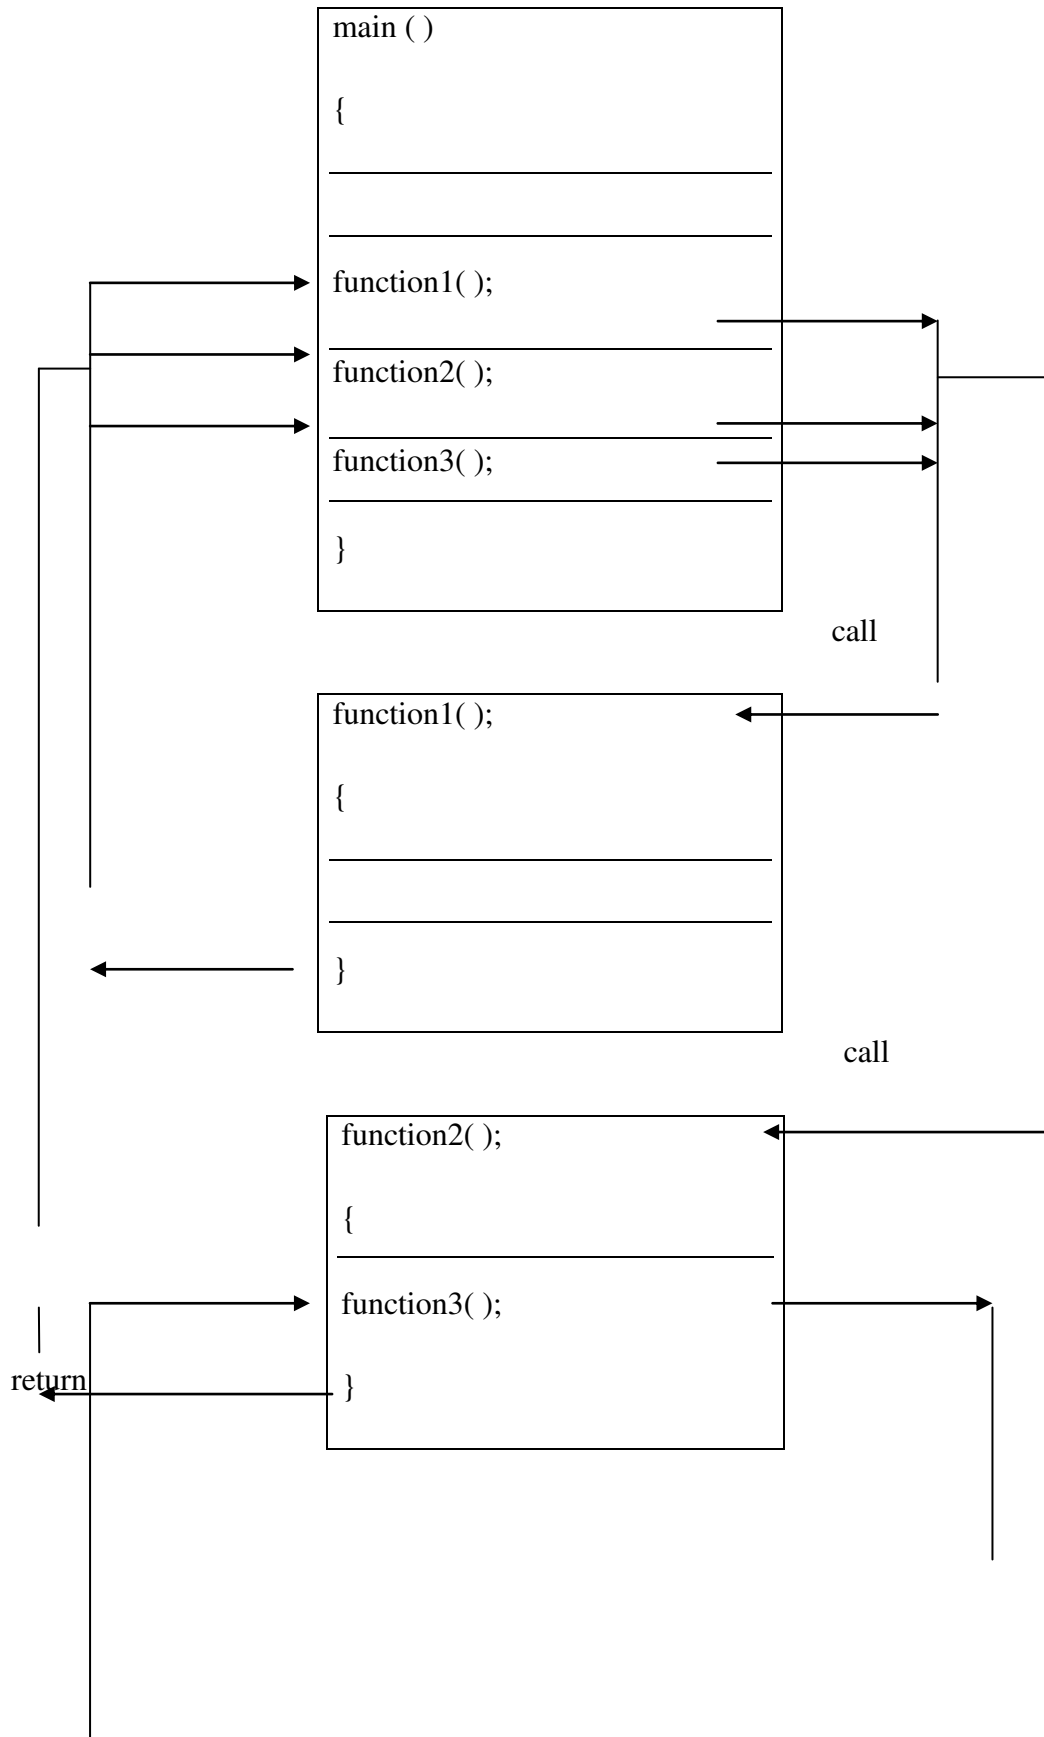 main ( )
{
function1( );
function2( );
function3( );
}
call
function1( );
{
}
call
function2( );
{
function3( );
return
}